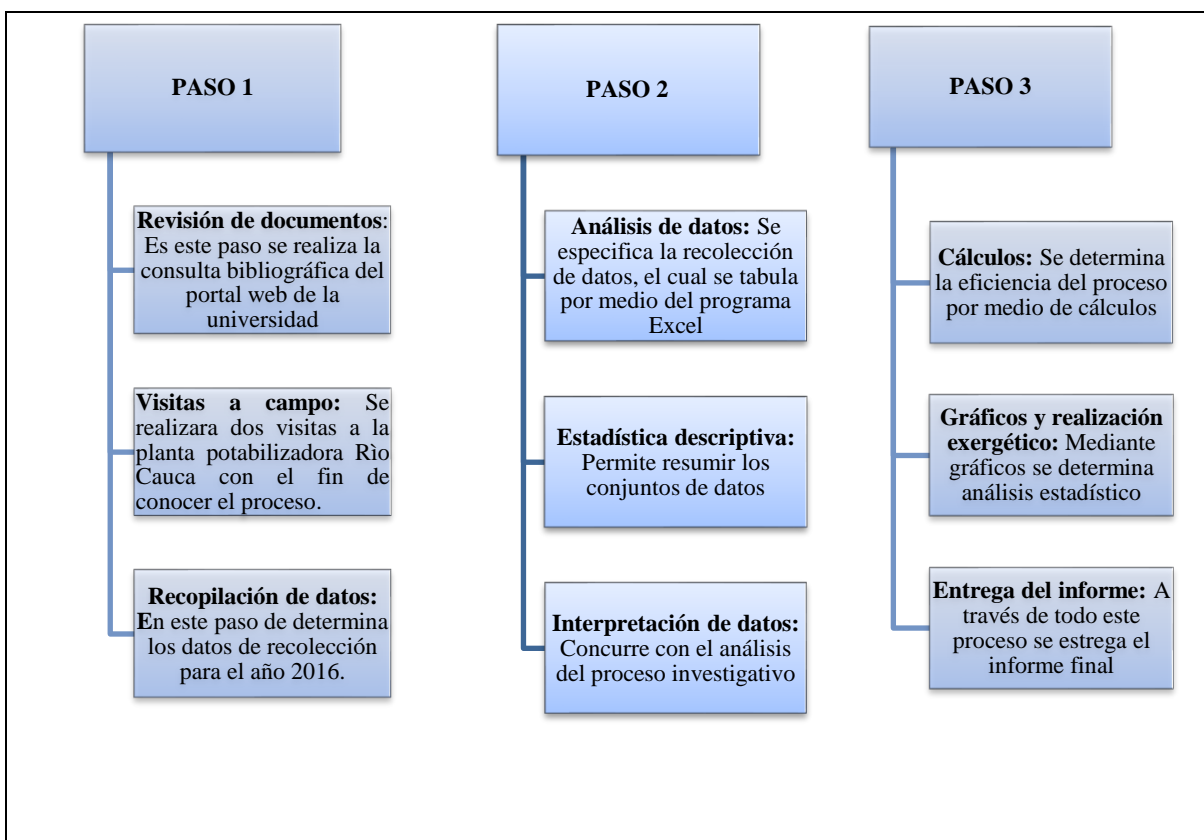 PASO 1
Revisión de documentos:
Es este paso se realiza la
consulta bibliográfica del
portal web de la
universidad
Visitas a campo: Se
realizara dos visitas a la
planta potabilizadora Rìo
Cauca con el fin de
conocer el proceso.
Recopilación de datos:
En este paso de determina
los datos de recolección
para el año 2016.
PASO 2
Análisis de datos: Se
especifica la recolección
de datos, el cual se tabula
por medio del programa
Excel
Estadística descriptiva:
Permite resumir los
conjuntos de datos
Interpretación de datos:
Concurre con el análisis
del proceso investigativo
PASO 3
Cálculos: Se determina
la eficiencia del proceso
por medio de cálculos
Gráficos y realización
exergético: Mediante
gráficos se determina
análisis estadístico
Entrega del informe: A
través de todo este
proceso se estrega el
informe final